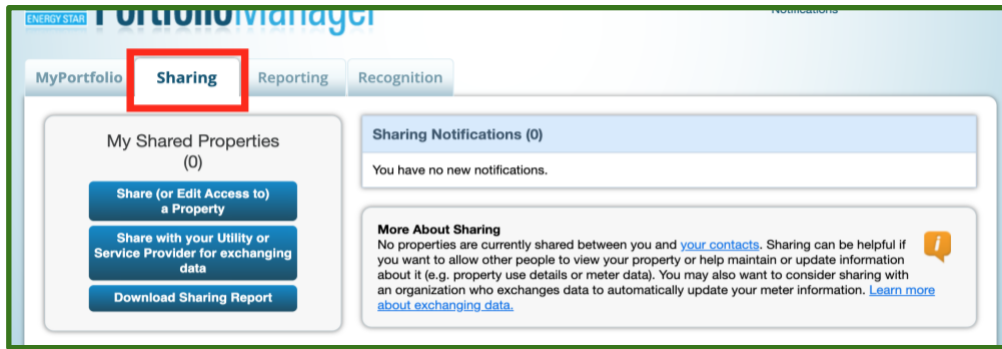 ENERGY STAR PortfolioManager
Notifications
MyPortfolio
Sharing
Reporting
Recognition
My Shared Properties
(0)
Share (or Edit Access to)
a Property
Share with your Utility or
Service Provider for exchanging
data
Download Sharing Report
Sharing Notifications (0)
You have no new notifications.
More About Sharing
No properties are currently shared between you and your contacts. Sharing can be helpful if
you want to allow other people to view your property or help maintain or update information
about it (e.g. property use details or meter data). You may also want to consider sharing with
an organization who exchanges data to automatically update your meter information. Learn more
about exchanging data.